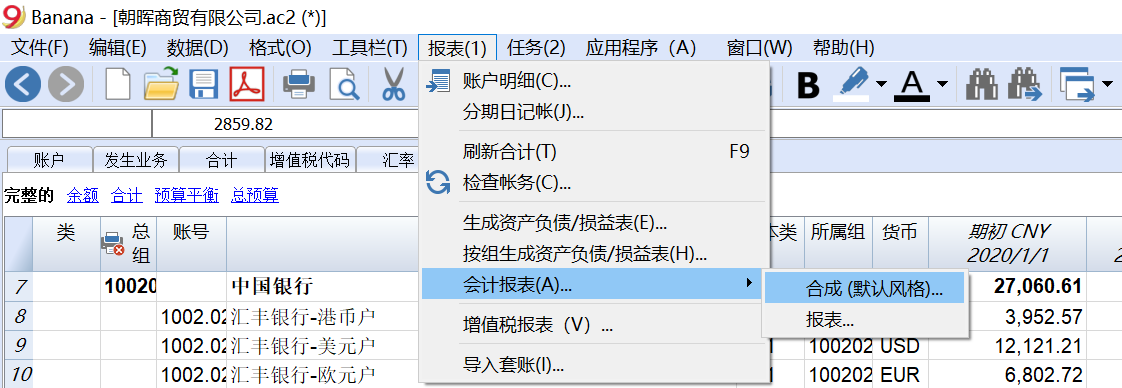 Banana - [朝晖商贸有限公司.ac2 (*)]
文件(F) 编辑(E) 数据(D) 格式(O) 工具栏(T) 报表(1) 任务(2) 应用程序（A） 窗口(W) 帮助(H)
账户明细(C)...
分期日记帐(J)...
2859.82
刷新合计(T) F9
账户 发生业务 合计 增值税代码 汇率
检查帐务(C)...
完整的 余额 合计 预算平衡 总预算
生成资产负债/损益表(E)...
类 总组 账号 本类 所属组 货币 期初 CNY 2020/1/1
按组生成资产负债/损益表(H)...
7 10020 中国银行 27,060.61
会计报表(A)...
合成 (默认风格)...
8 1002.02 汇丰银行-港币户 3,952.57
增值税报表（V）...
报表...
9 1002.02 汇丰银行-美元户 1 100202 USD 12,121.21
导入套账(I)...
10 1002.02 汇丰银行-欧元户 1 100202 EUR 6,802.72